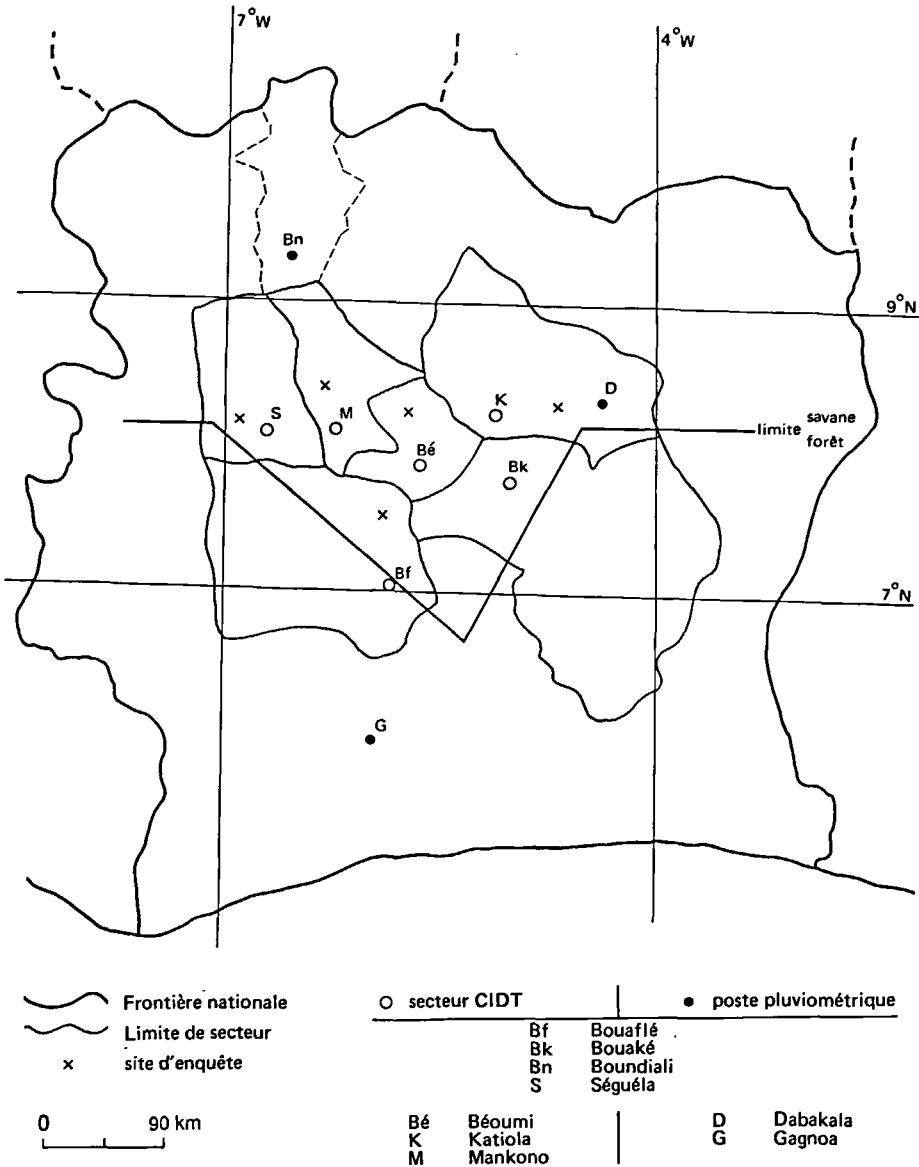 7°W
4°W
Bn
9°N
K
D
S
M
limite savane
forêt
Bé
Bk
Bf
7°N
G
Frontière nationale
secteur CIDT
poste pluviométrique
Limite de secteur
site d'enquête
Bf Bouaflé
Bk Bouaké
Bn Boundiali
S Séguéla
0 90 km
Bé Béoumi
D Dabakala
K Katiola
G Gagnoa
M Mankono